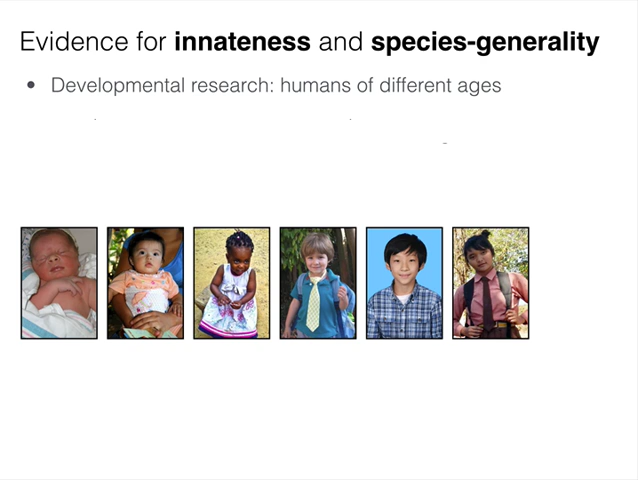 Evidence for innateness and species-generality
• Developmental research: humans of different ages